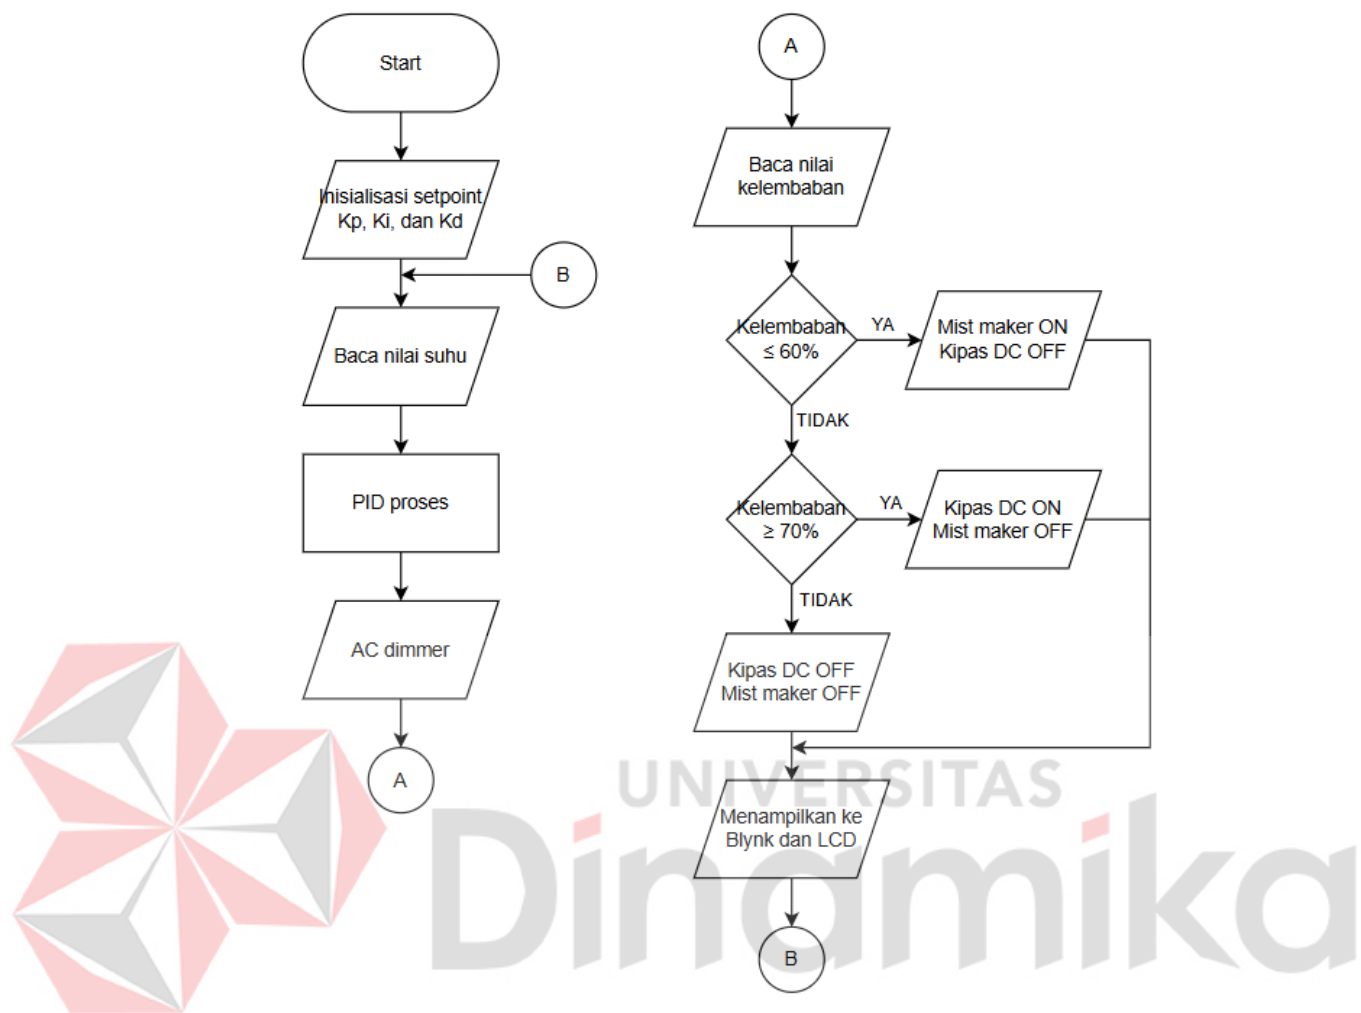 Start
Inisialisasi setpoint
Kp, Ki, dan Kd
B
Baca nilai suhu
PID proses
AC dimmer
A
A
Baca nilai
kelembaban
Kelembaban
≤ 60%
YA
Mist maker ON
Kipas DC OFF
TIDAK
Kelembaban
≥ 70%
YA
Kipas DC ON
Mist maker OFF
TIDAK
Kipas DC OFF
Mist maker OFF
Menampilkan ke
Blynk dan LCD
B
UNIVERSITAS
Dinamika